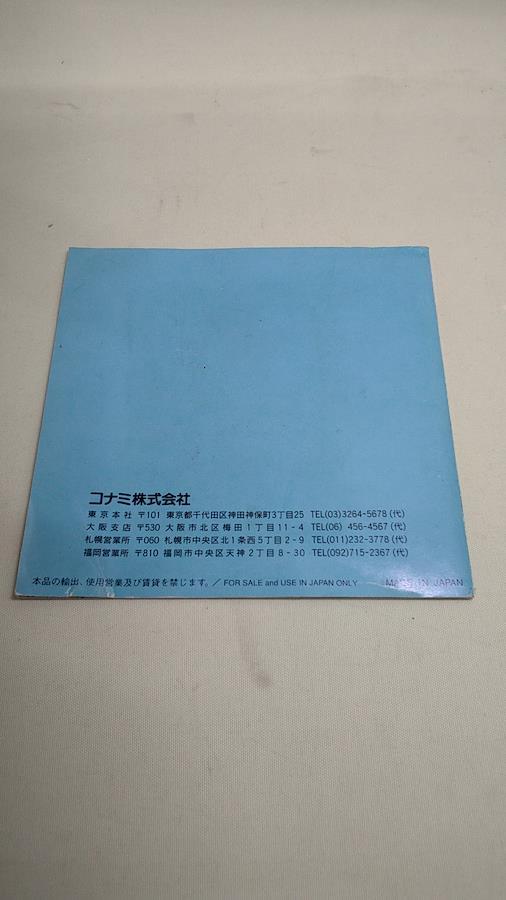 コナミ株式会社
東京本社 〒101 東京都千代田区神田神保町3丁目25 TEL(03)3264-5678(代)
大阪支店 〒530 大阪市北区梅田1丁目11-4 TEL(06) 456-4567(代)
札幌営業所 〒060 札幌市中央区北1条西5丁目2-9 TEL(011)232-3778(代)
福岡営業所 〒810 福岡市中央区天神2丁目8-30 TEL(092)715-2367(代)
本品の輸出、使用営業及び賃貸を禁じます。/ FOR SALE and USE IN JAPAN ONLY MADE IN JAPAN